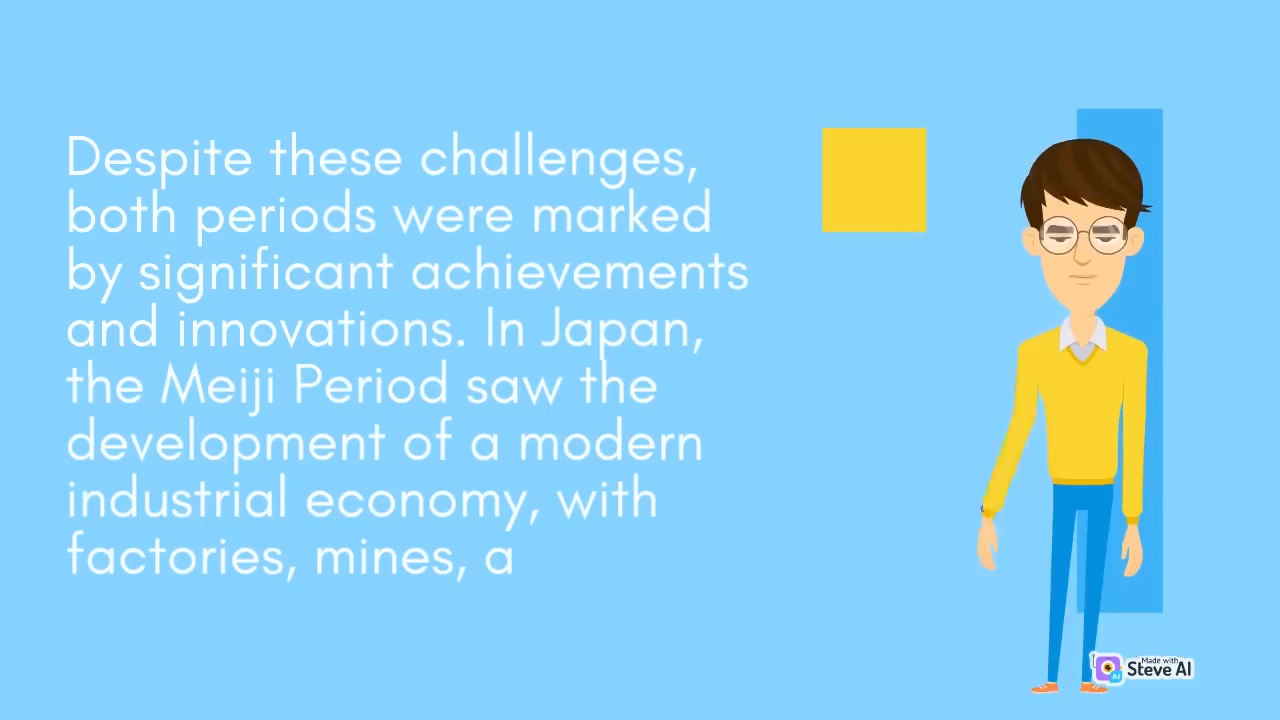 Despite these challenges,
both periods were marked
by significant achievements
and innovations. In Japan,
the Meiji Period saw the
development of a modern
industrial economy, with
factories, mines, a
Made with
AI Steve AI